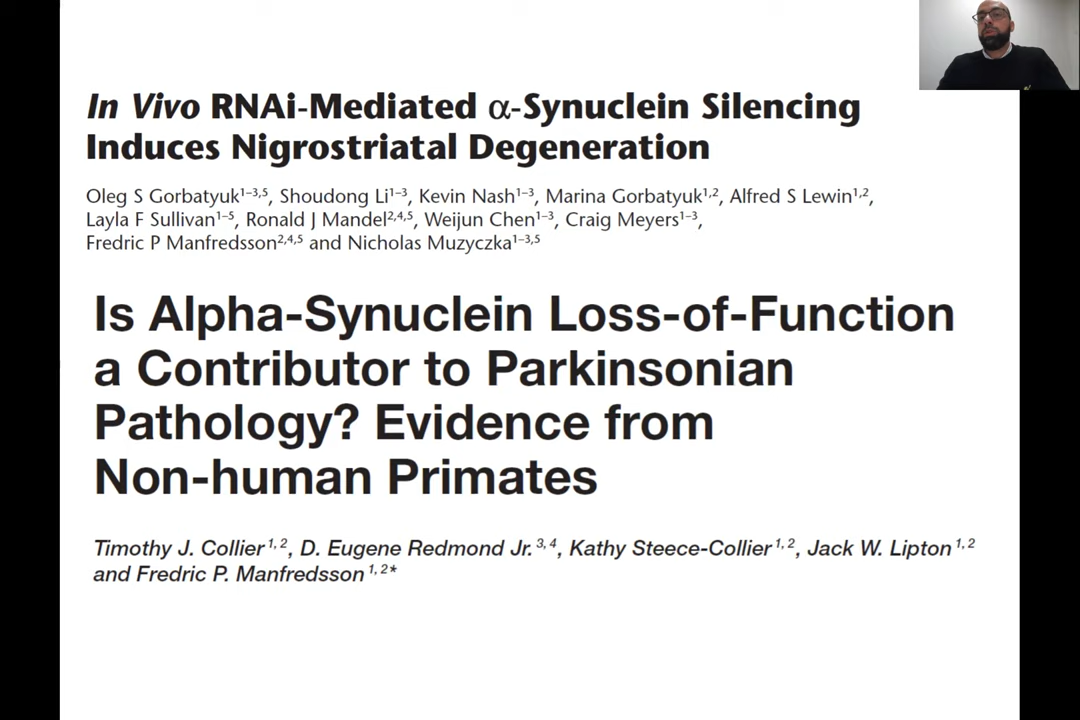 In Vivo RNAi-Mediated α-Synuclein Silencing
Induces Nigrostriatal Degeneration
Oleg S Gorbatyuk¹⁻³,⁵, Shoudong Li¹⁻³, Kevin Nash¹⁻³, Marina Gorbatyuk¹,², Alfred S Lewin¹,²,
Layla F Sullivan¹⁻⁵, Ronald J Mandel²,⁴,⁵, Weijun Chen¹⁻³, Craig Meyers¹⁻³,
Fredric P Manfredsson²,⁴,⁵ and Nicholas Muzyczka¹⁻³,⁵
Is Alpha-Synuclein Loss-of-Function
a Contributor to Parkinsonian
Pathology? Evidence from
Non-human Primates
Timothy J. Collier¹,², D. Eugene Redmond Jr.³,⁴, Kathy Steece-Collier¹,², Jack W. Lipton¹,²
and Fredric P. Manfredsson¹,²*